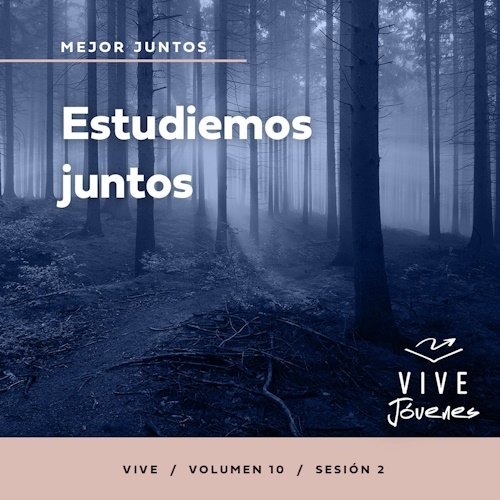 MEJOR JUNTOS
Estudiemos
juntos
VIVE
Jóvenes
VIVE / VOLUMEN 10 / SESIÓN 2